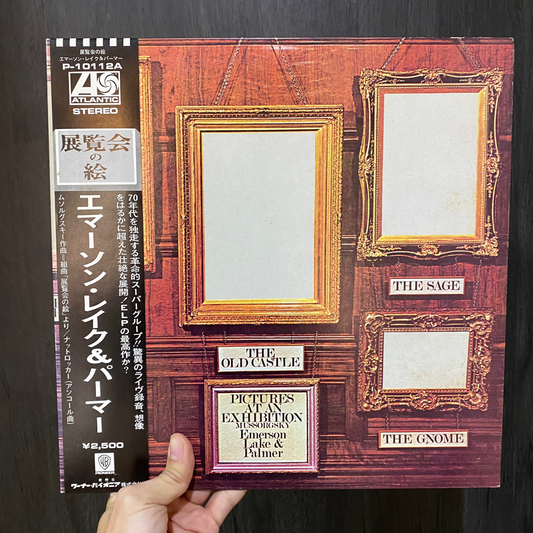 展覧会の絵
エマーソン・レイク&パーマー
P-10112A
ATLANTIC
STEREO
展覧会
の
絵
エマーソン・レイク&パーマー
70年代を独走する革命的スーパーグループ!!驚異のライヴ録音、想像
をはるかに超えた壮絶な展開!ELPの最高作か?
ムソルグスキー作曲=組曲「展覧会の絵」より/ナットロッカー(アンコール曲)
¥2,500
ワーナー・パイオニア株式会
THE
OLD CASTLE
PICTURES
AT AN
EXHIBITION
MUSSORGSKY
Emerson
Lake &
Palmer
THE SAGE
THE GNOME